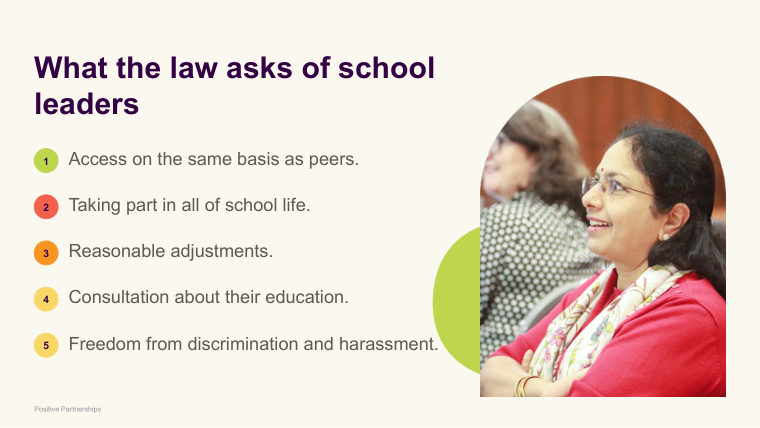 What the law asks of school
leaders
1 Access on the same basis as peers.
2 Taking part in all of school life.
3 Reasonable adjustments.
4 Consultation about their education.
5 Freedom from discrimination and harassment.
Positive Partnerships